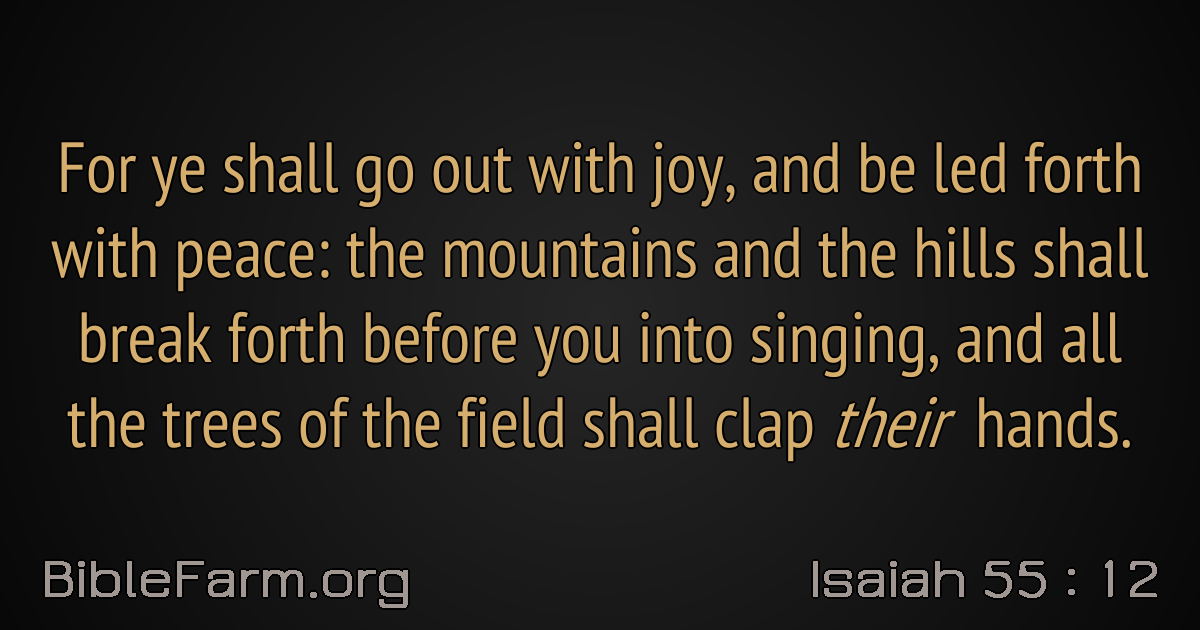 For ye shall go out with joy, and be led forth
with peace: the mountains and the hills shall
break forth before you into singing, and all
the trees of the field shall clap their hands.
BibleFarm.org
Isaiah 55 : 12